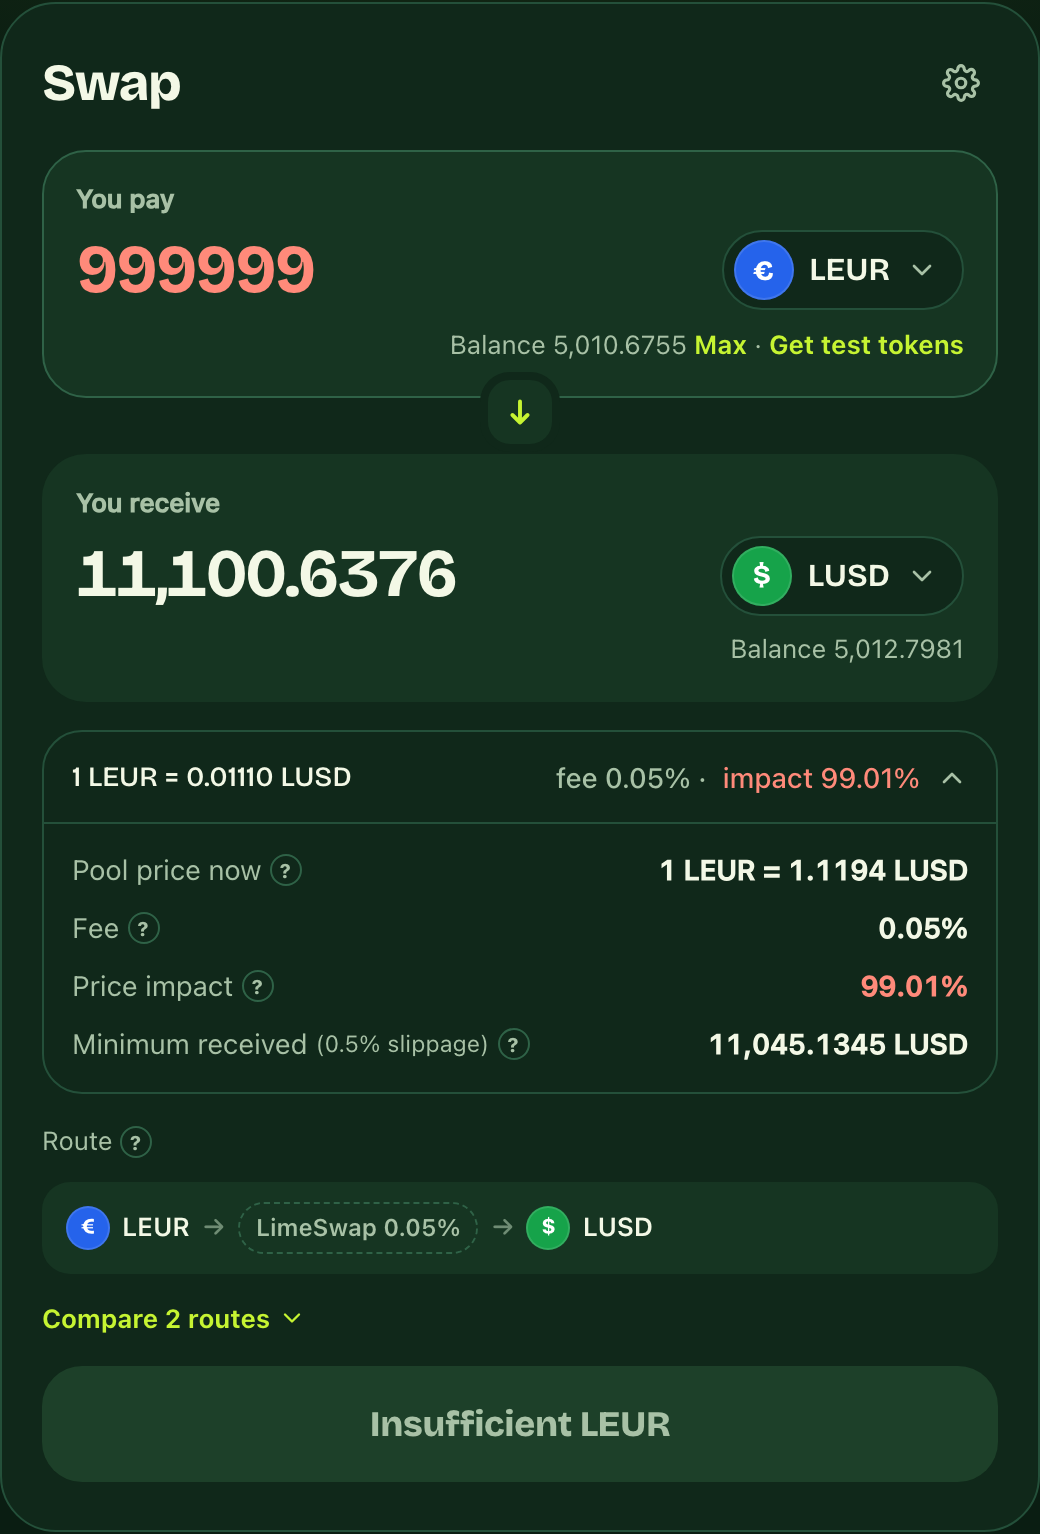 Swap
You pay
999999
€ LEUR
Balance 5,010.6755 Max · Get test tokens
You receive
11,100.6376
$ LUSD
Balance 5,012.7981
1 LEUR = 0.01110 LUSD fee 0.05% · impact 99.01%
Pool price now ? 1 LEUR = 1.1194 LUSD
Fee ? 0.05%
Price impact ? 99.01%
Minimum received (0.5% slippage) ? 11,045.1345 LUSD
Route ?
€ LEUR → LimeSwap 0.05% → $ LUSD
Compare 2 routes
Insufficient LEUR